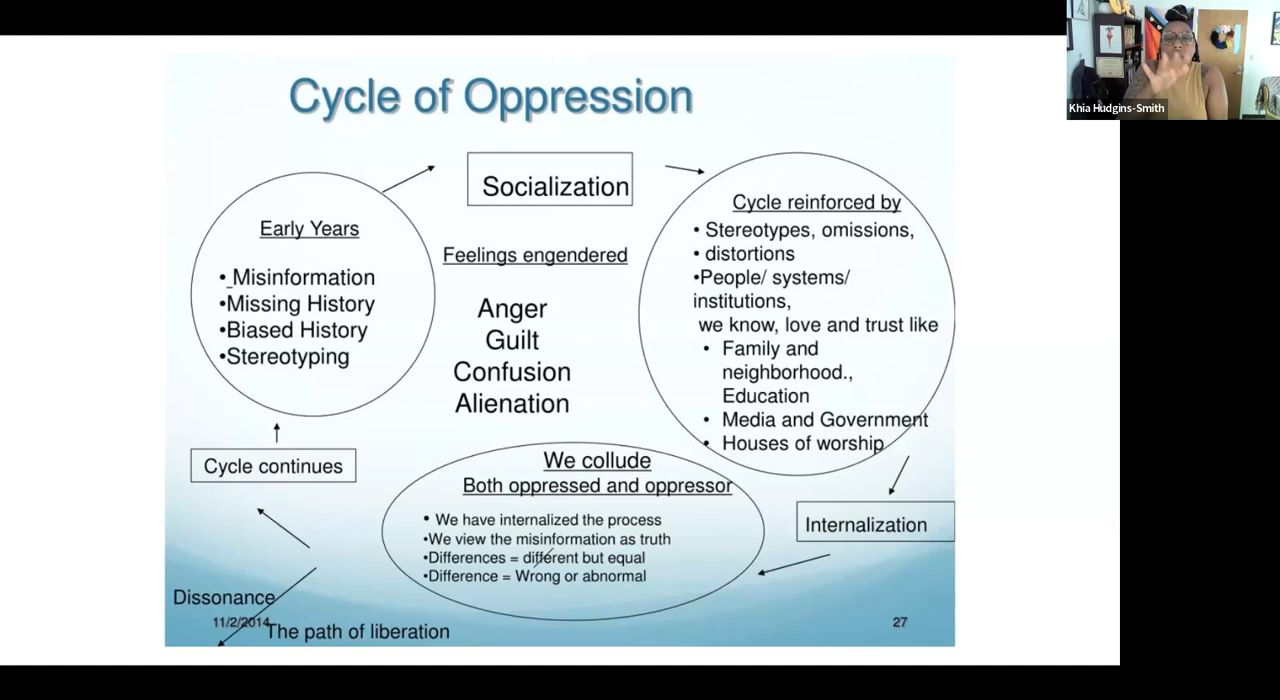 Khia Hudgins-Smith
Cycle of Oppression
Socialization
Early Years
• Misinformation
•Missing History
•Biased History
•Stereotyping
Feelings engendered
Anger
Guilt
Confusion
Alienation
Cycle reinforced by
• Stereotypes, omissions,
• distortions
•People/ systems/
institutions,
we know, love and trust like
• Family and
neighborhood.,
Education
• Media and Government
• Houses of worship
Internalization
We collude
Both oppressed and oppressor
• We have internalized the process
•We view the misinformation as truth
•Differences = different but equal
•Difference = Wrong or abnormal
Cycle continues
Dissonance
11/2/2014
The path of liberation
27